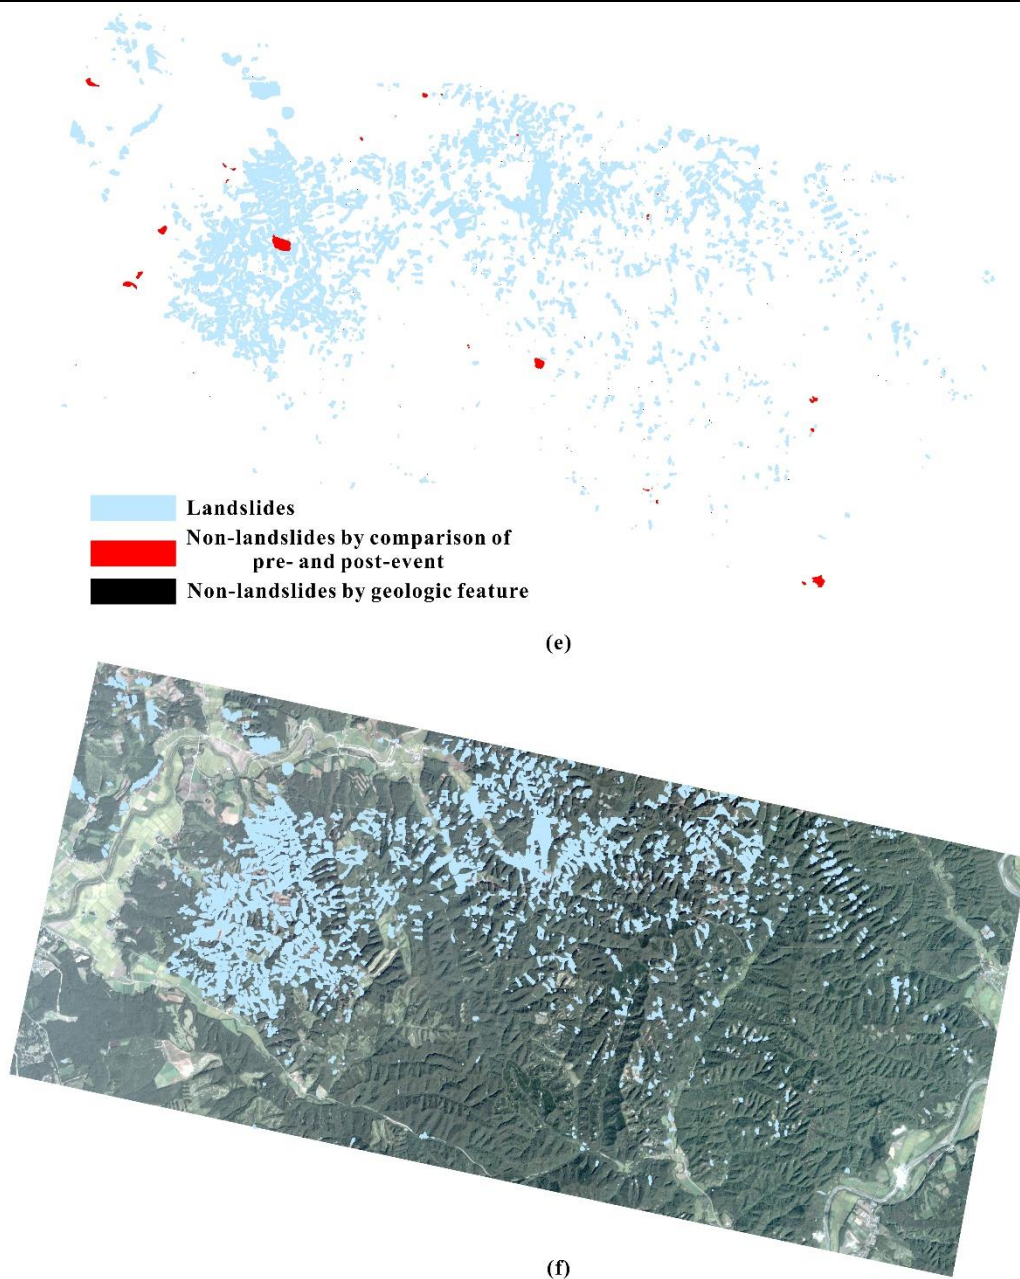 Landslides
Non-landslides by comparison of
pre- and post-event
Non-landslides by geologic feature
(e)
(f)